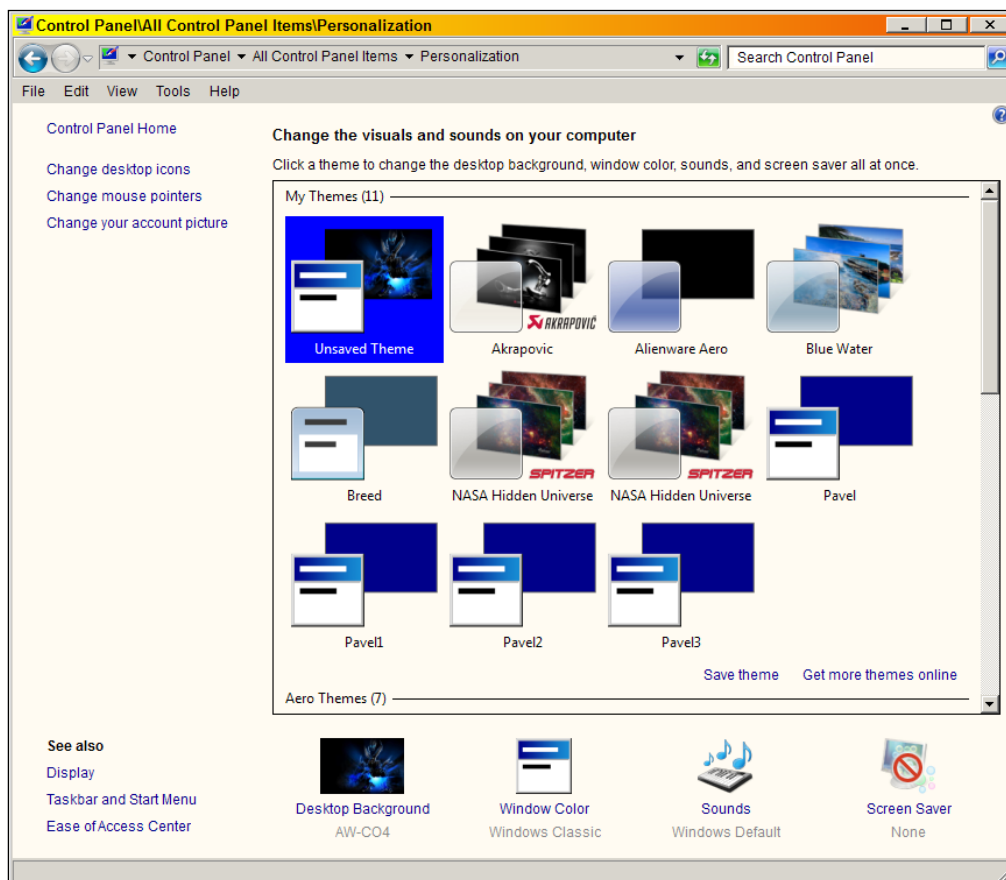 Control Panel\All Control Panel Items\Personalization
Control Panel All Control Panel Items Personalization
Search Control Panel
File Edit View Tools Help
Control Panel Home
Change desktop icons
Change mouse pointers
Change your account picture
Change the visuals and sounds on your computer
Click a theme to change the desktop background, window color, sounds, and screen saver all at once.
My Themes (11)
AKRAPOVIČ
Unsaved Theme Akrapovic Alienware Aero Blue Water
SPITZER SPITZER
Breed NASA Hidden Universe NASA Hidden Universe Pavel
Pavel1 Pavel2 Pavel3
Save theme Get more themes online
Aero Themes (7)
See also
Display
Taskbar and Start Menu
Ease of Access Center
Desktop Background Window Color Sounds Screen Saver
AW-CO4 Windows Classic Windows Default None